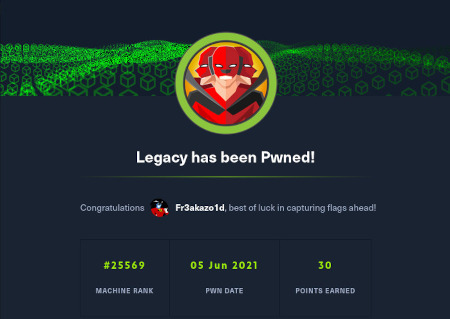 Legacy has been Pwned!
Congratulations Fr3akazo1d, best of luck in capturing flags ahead!
#25569 05 Jun 2021 30
MACHINE RANK PWN DATE POINTS EARNED